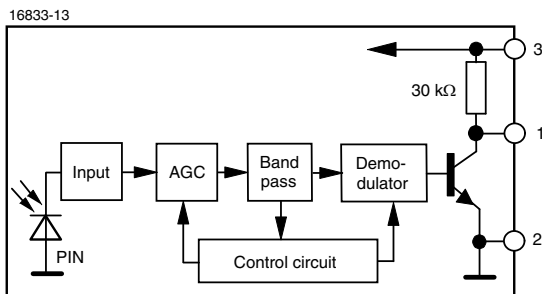 16833-13
3
30 kΩ
1
Input
AGC
Band
pass
Demo-
dulator
2
PIN
Control circuit